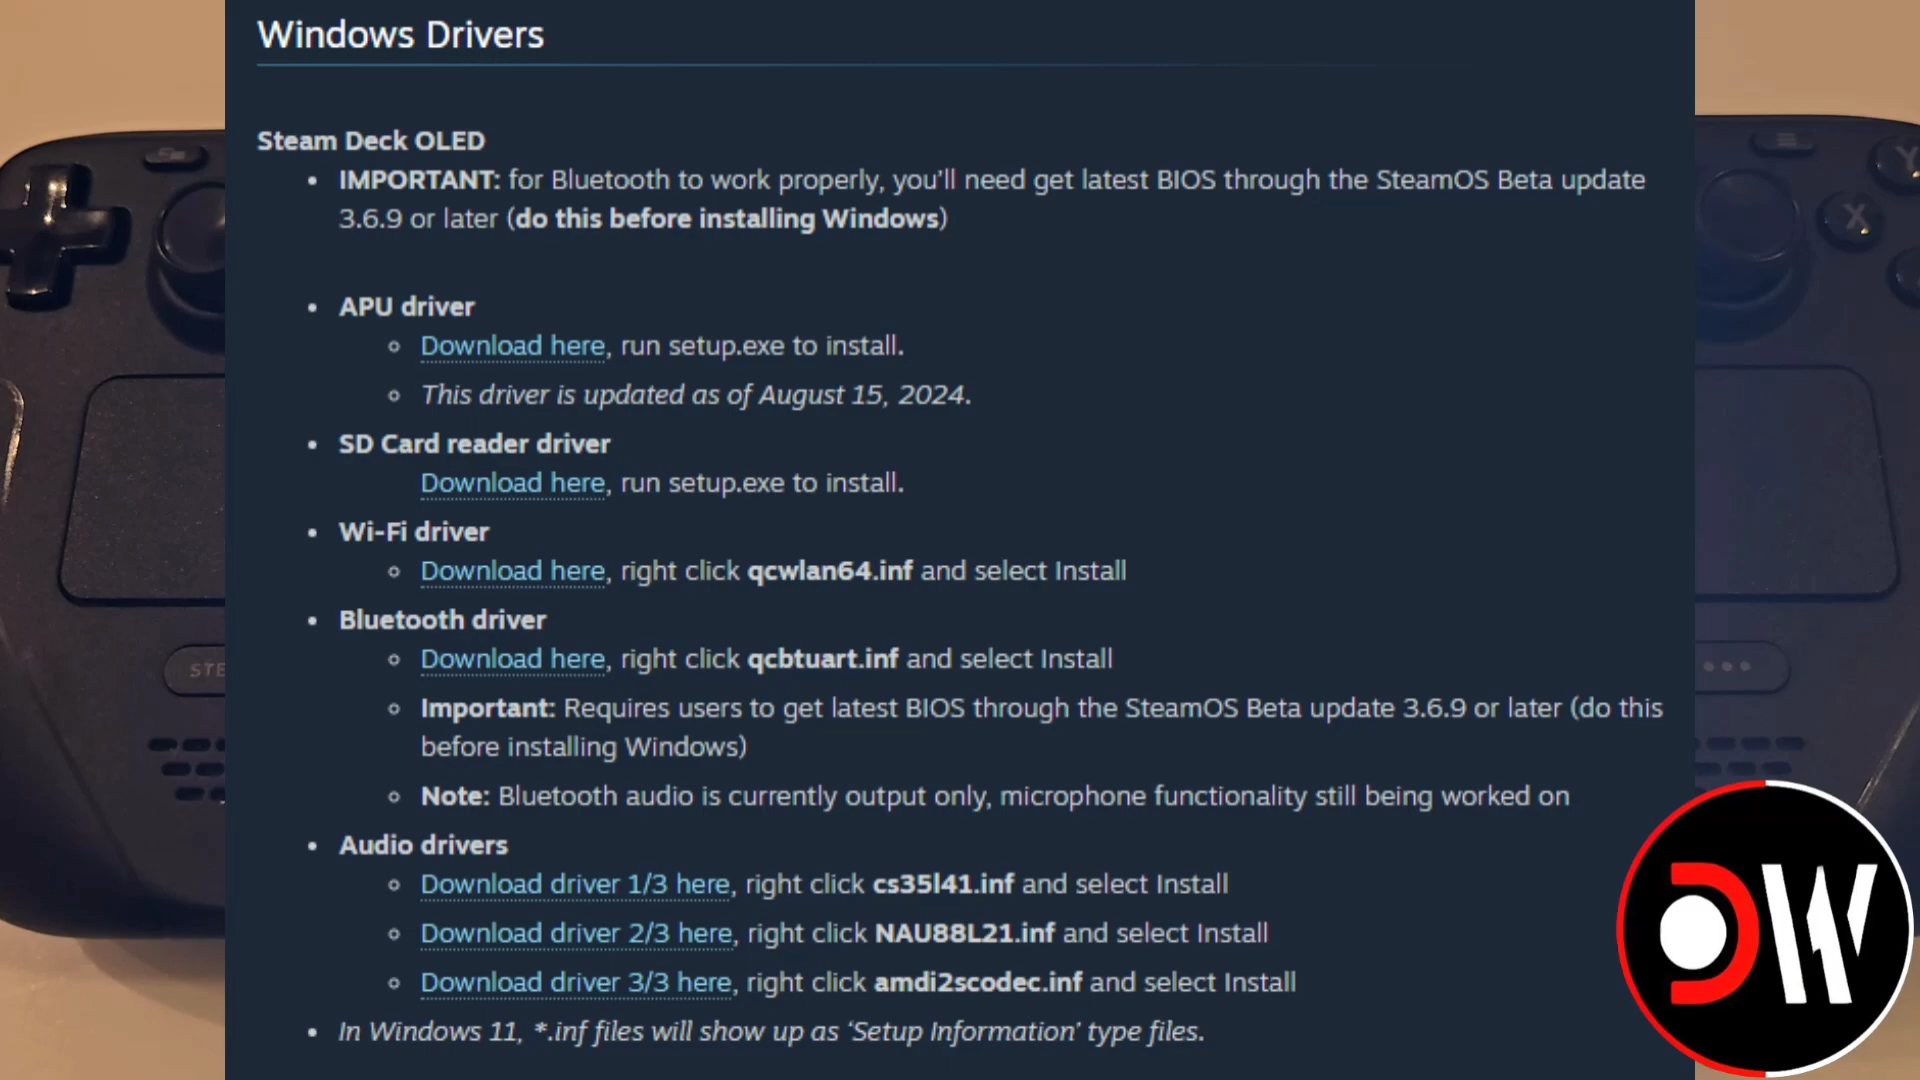 Windows Drivers
Steam Deck OLED
• IMPORTANT: for Bluetooth to work properly, you'll need get latest BIOS through the SteamOS Beta update
3.6.9 or later (do this before installing Windows)
• APU driver
○ Download here, run setup.exe to install.
○ This driver is updated as of August 15, 2024.
• SD Card reader driver
Download here, run setup.exe to install.
• Wi-Fi driver
○ Download here, right click qcwlan64.inf and select Install
• Bluetooth driver
○ Download here, right click qcbtuart.inf and select Install
○ Important: Requires users to get latest BIOS through the SteamOS Beta update 3.6.9 or later (do this
before installing Windows)
○ Note: Bluetooth audio is currently output only, microphone functionality still being worked on
• Audio drivers
○ Download driver 1/3 here, right click cs35l41.inf and select Install
○ Download driver 2/3 here, right click NAU88L21.inf and select Install
○ Download driver 3/3 here, right click amdi2scodec.inf and select Install
• In Windows 11, *.inf files will show up as ‘Setup Information’ type files.
STE
Y
X
DW